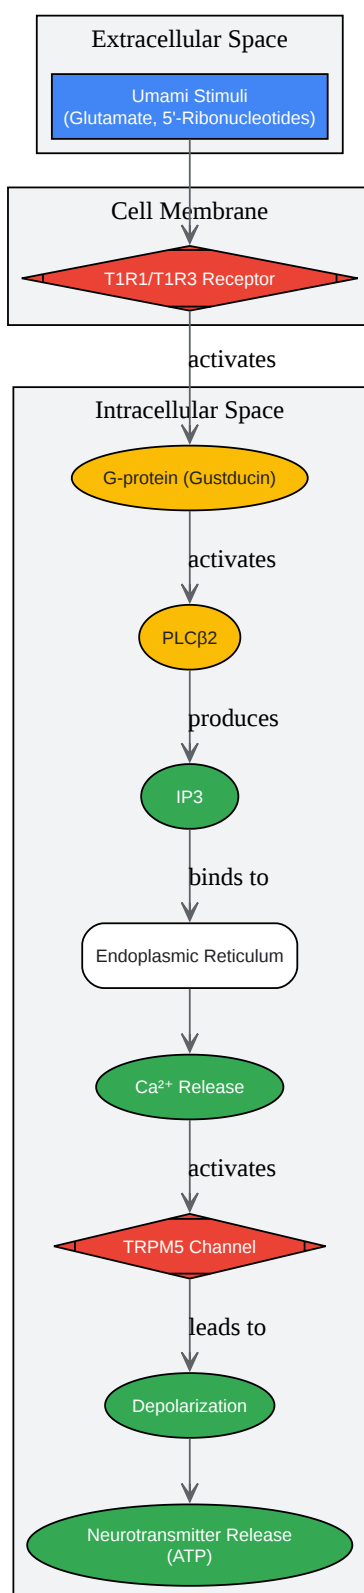 Extracellular Space
Umami Stimuli
(Glutamate, 5'-Ribonucleotides)
Cell Membrane
T1R1/T1R3 Receptor
activates
Intracellular Space
G-protein (Gustducin)
activates
PLCβ2
produces
IP3
binds to
Endoplasmic Reticulum
Ca²⁺ Release
activates
TRPM5 Channel
leads to
Depolarization
Neurotransmitter Release
(ATP)